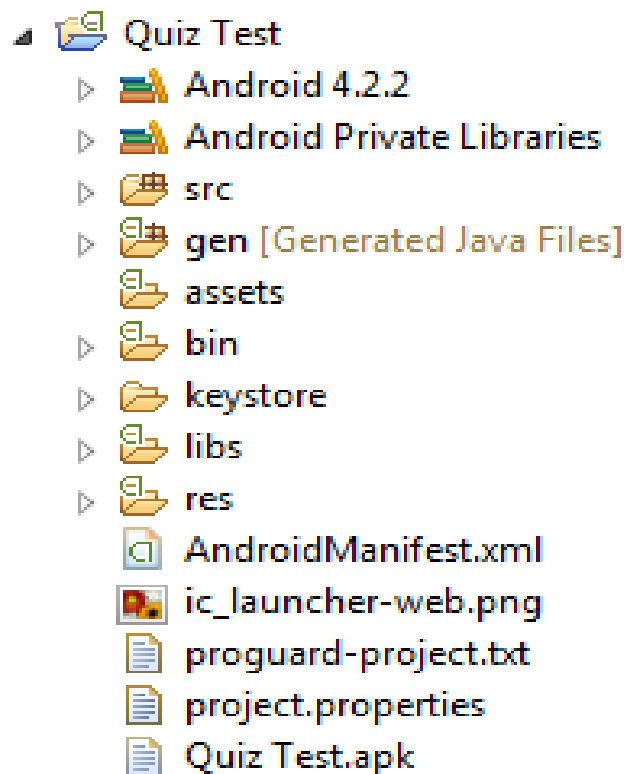 Quiz Test
Android 4.2.2
Android Private Libraries
src
gen [Generated Java Files]
assets
bin
keystore
libs
res
AndroidManifest.xml
ic_launcher-web.png
proguard-project.txt
project.properties
Quiz Test.apk